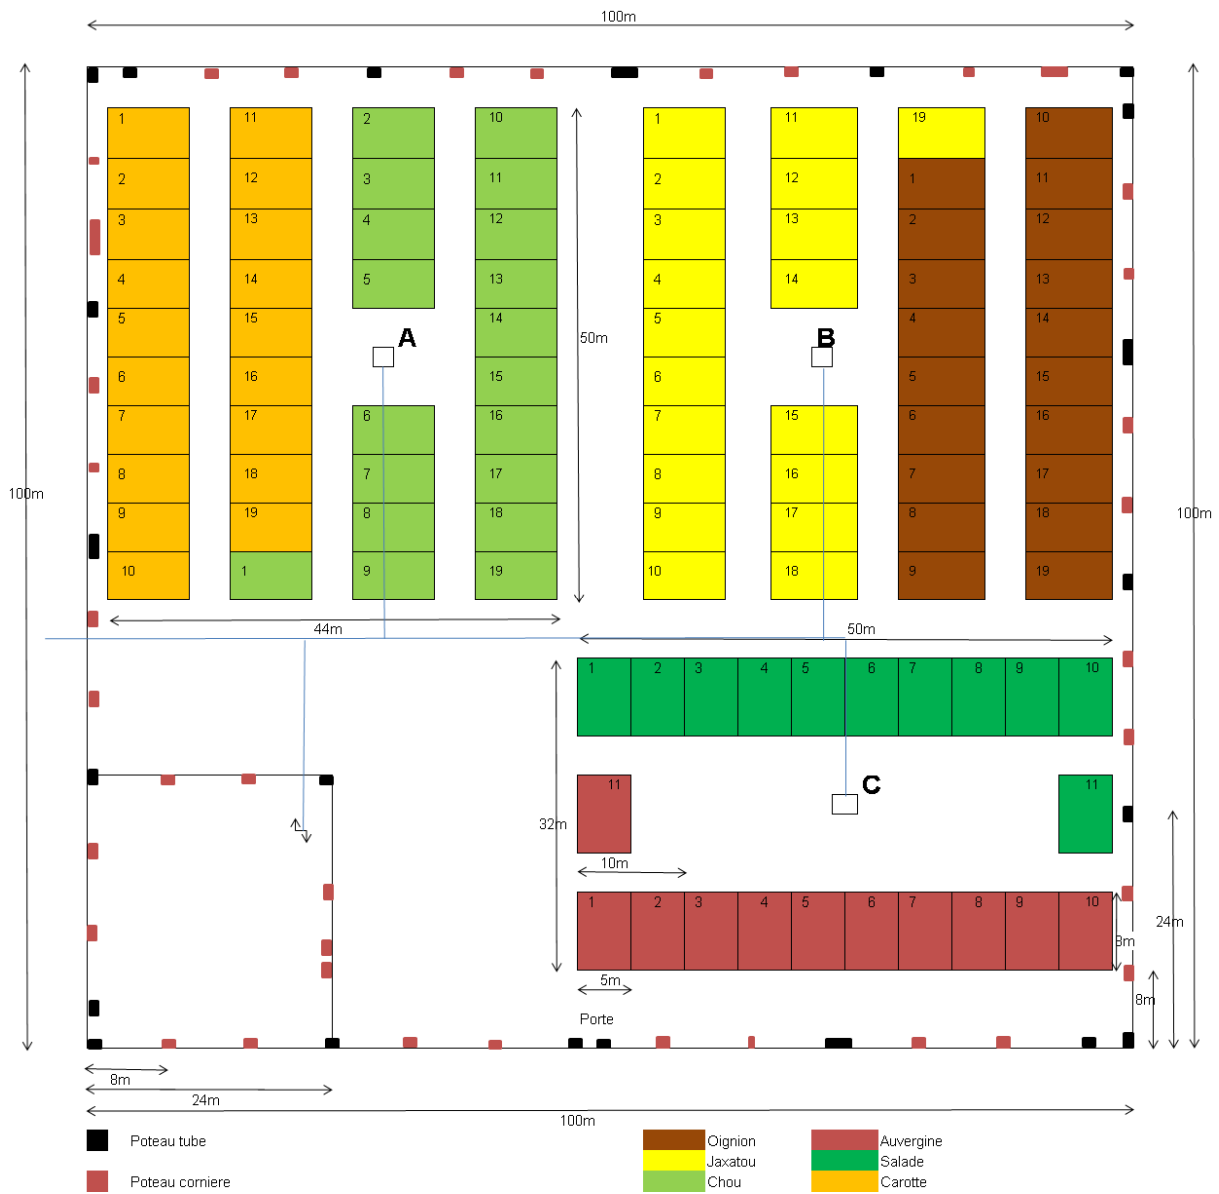 100m
1 11 2 10 1 11 19 10
2 12 3 11 2 12 1 11
3 13 4 12 3 13 2 12
4 14 5 13 4 14 3 13
5 15 14 5 4 14
A 50m B
6 16 15 6 5 15
7 17 6 16 7 15 6 16
8 18 7 17 8 16 7 17
100m 100m
9 19 8 18 9 17 8 18
10 1 9 19 10 18 9 19
44m 50m
1 2 3 4 5 6 7 8 9 10
11 C 11
32m
10m
1 2 3 4 5 6 7 8 9 10
24m
8m
5m
8m
Porte
8m
24m
100m
Poteau tube Oignion Auvergine
Jaxatou Salade
Poteau corniere Chou Carotte